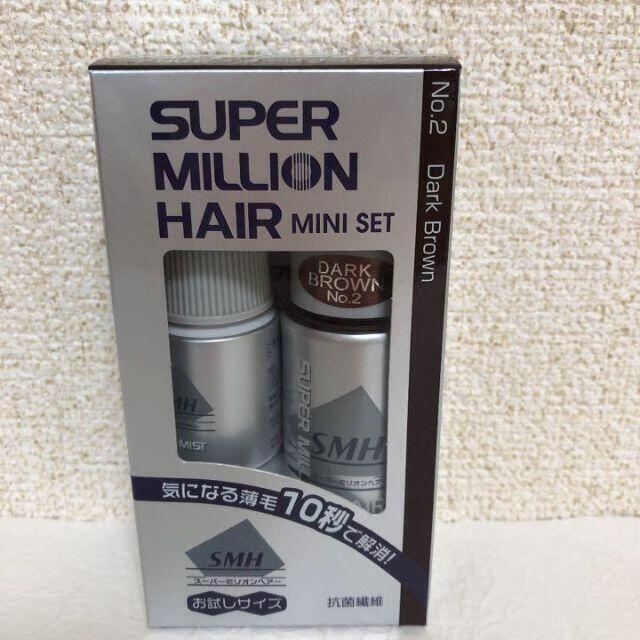 SUPER
MILLION
HAIR MINI SET
No.2 Dark Brown
DARK
BROWN
No.2
SMH
MIST
SUPER MILL
SMH
スーパーミリオンヘアー
気になる薄毛10秒で解消!
SMH
スーパーミリオンヘアー
お試しサイズ
抗菌繊維